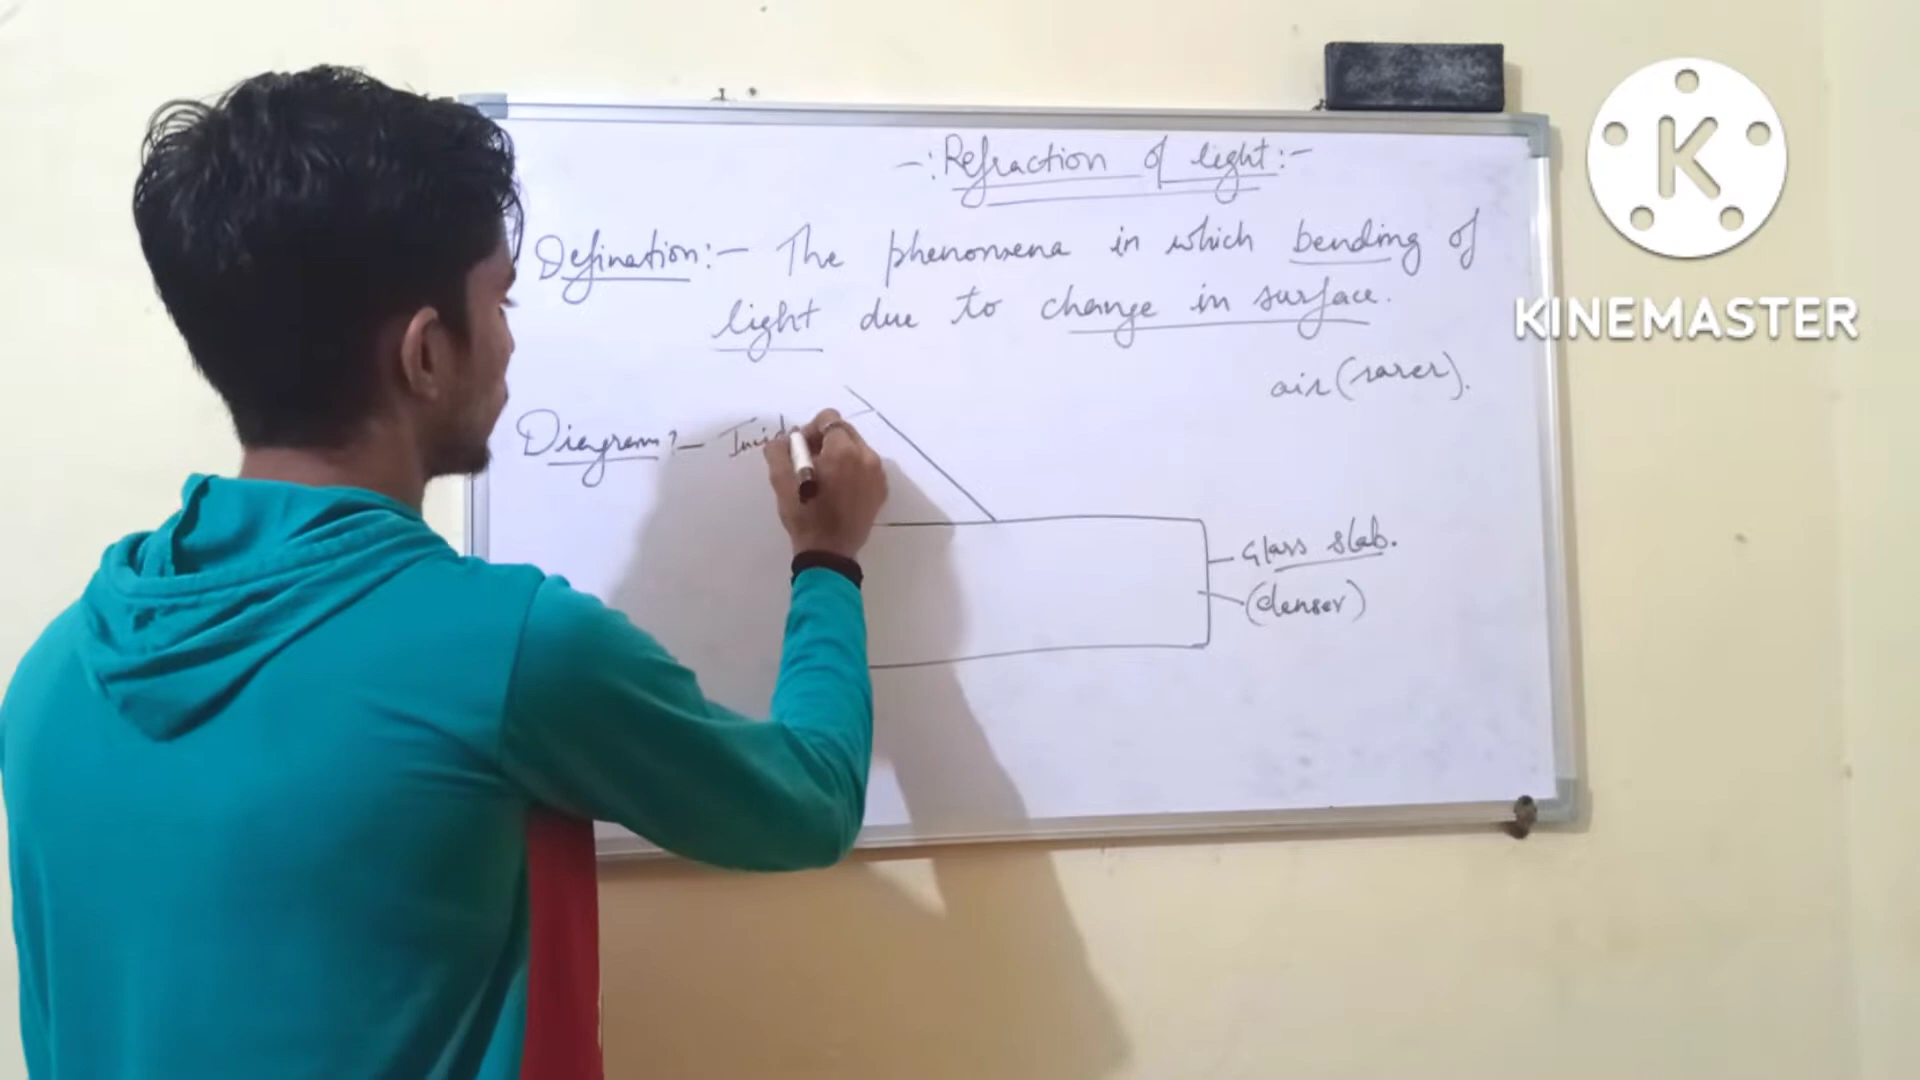 -: Refraction of light :-
Defination :- The phenomena in which bending of
light due to change in surface.
air (rarer).
Diagram :- Incid
Glass slab.
(denser)
K
KINEMASTER